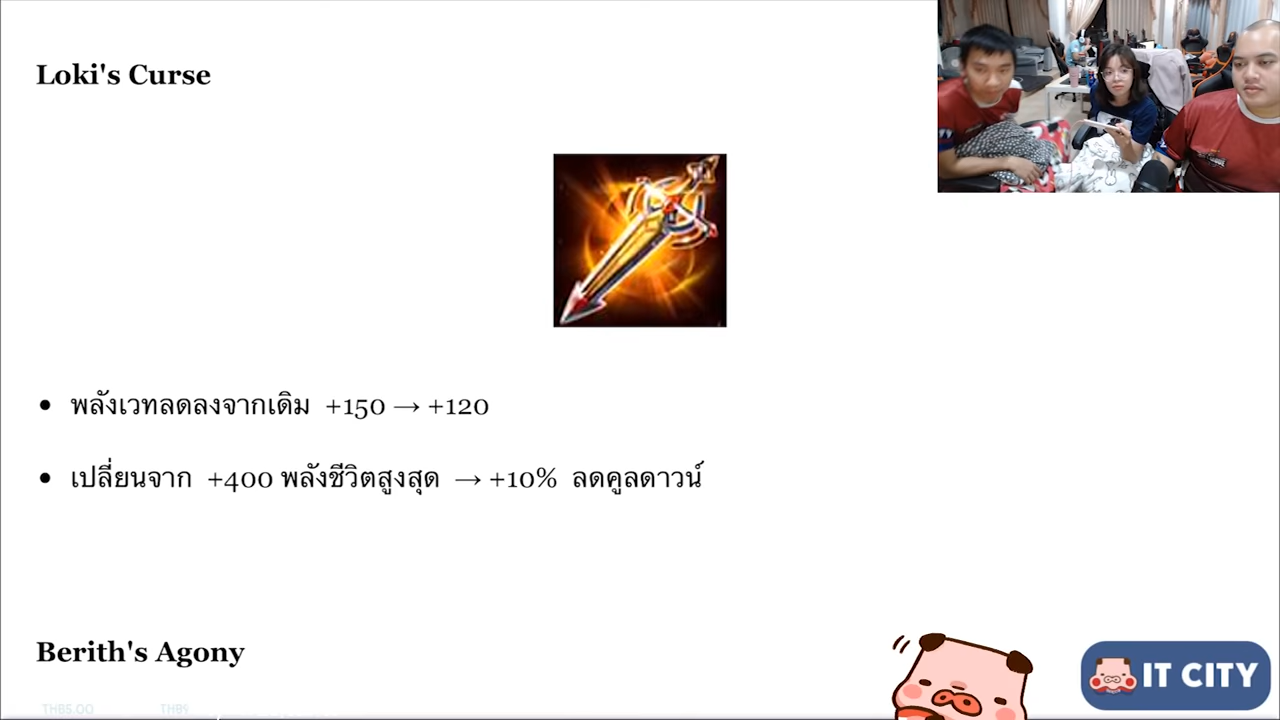 Loki's Curse
พลังเวทลดลงจากเดิม +150 → +120
เปลี่ยนจาก +400 พลังชีวิตสูงสุด → +10% ลดคูลดาวน์
Berith's Agony
IT CITY
THB5.00